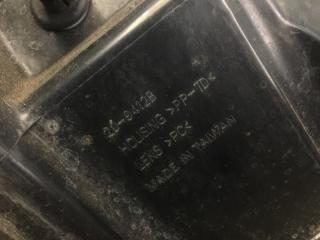 HOUSING >PP-TD<
LENS >PC<
MADE IN TAIWAN